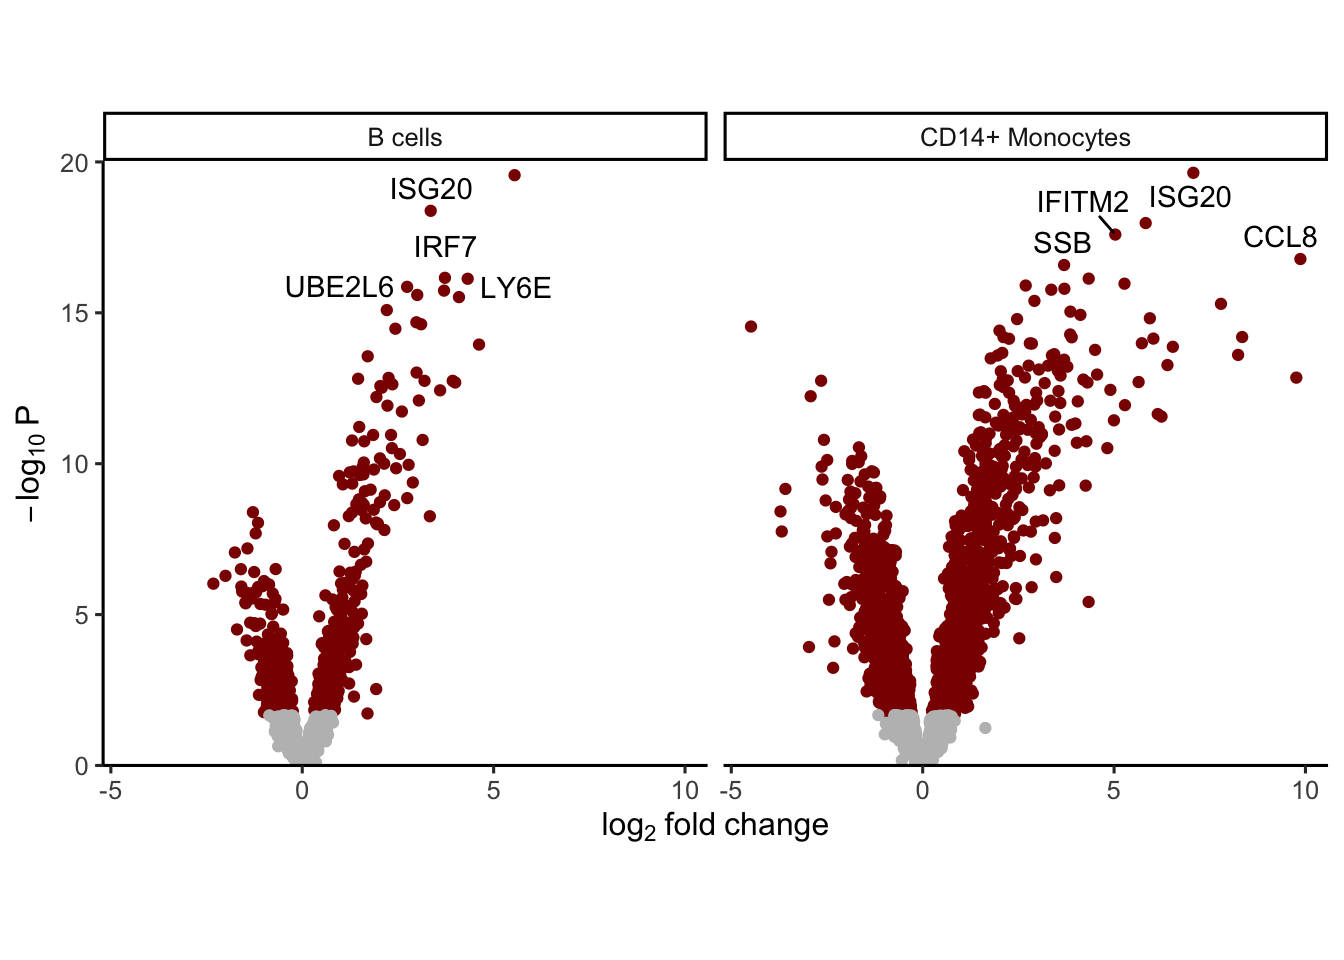 B cells
CD14+ Monocytes
20
15
10
5
0
ISG20
IRF7
UBE2L6
LY6E
IFITM2
ISG20
SSB
CCL8
-5 0 5 10
-5 0 5 10
log₂ fold change
−log₁₀ P